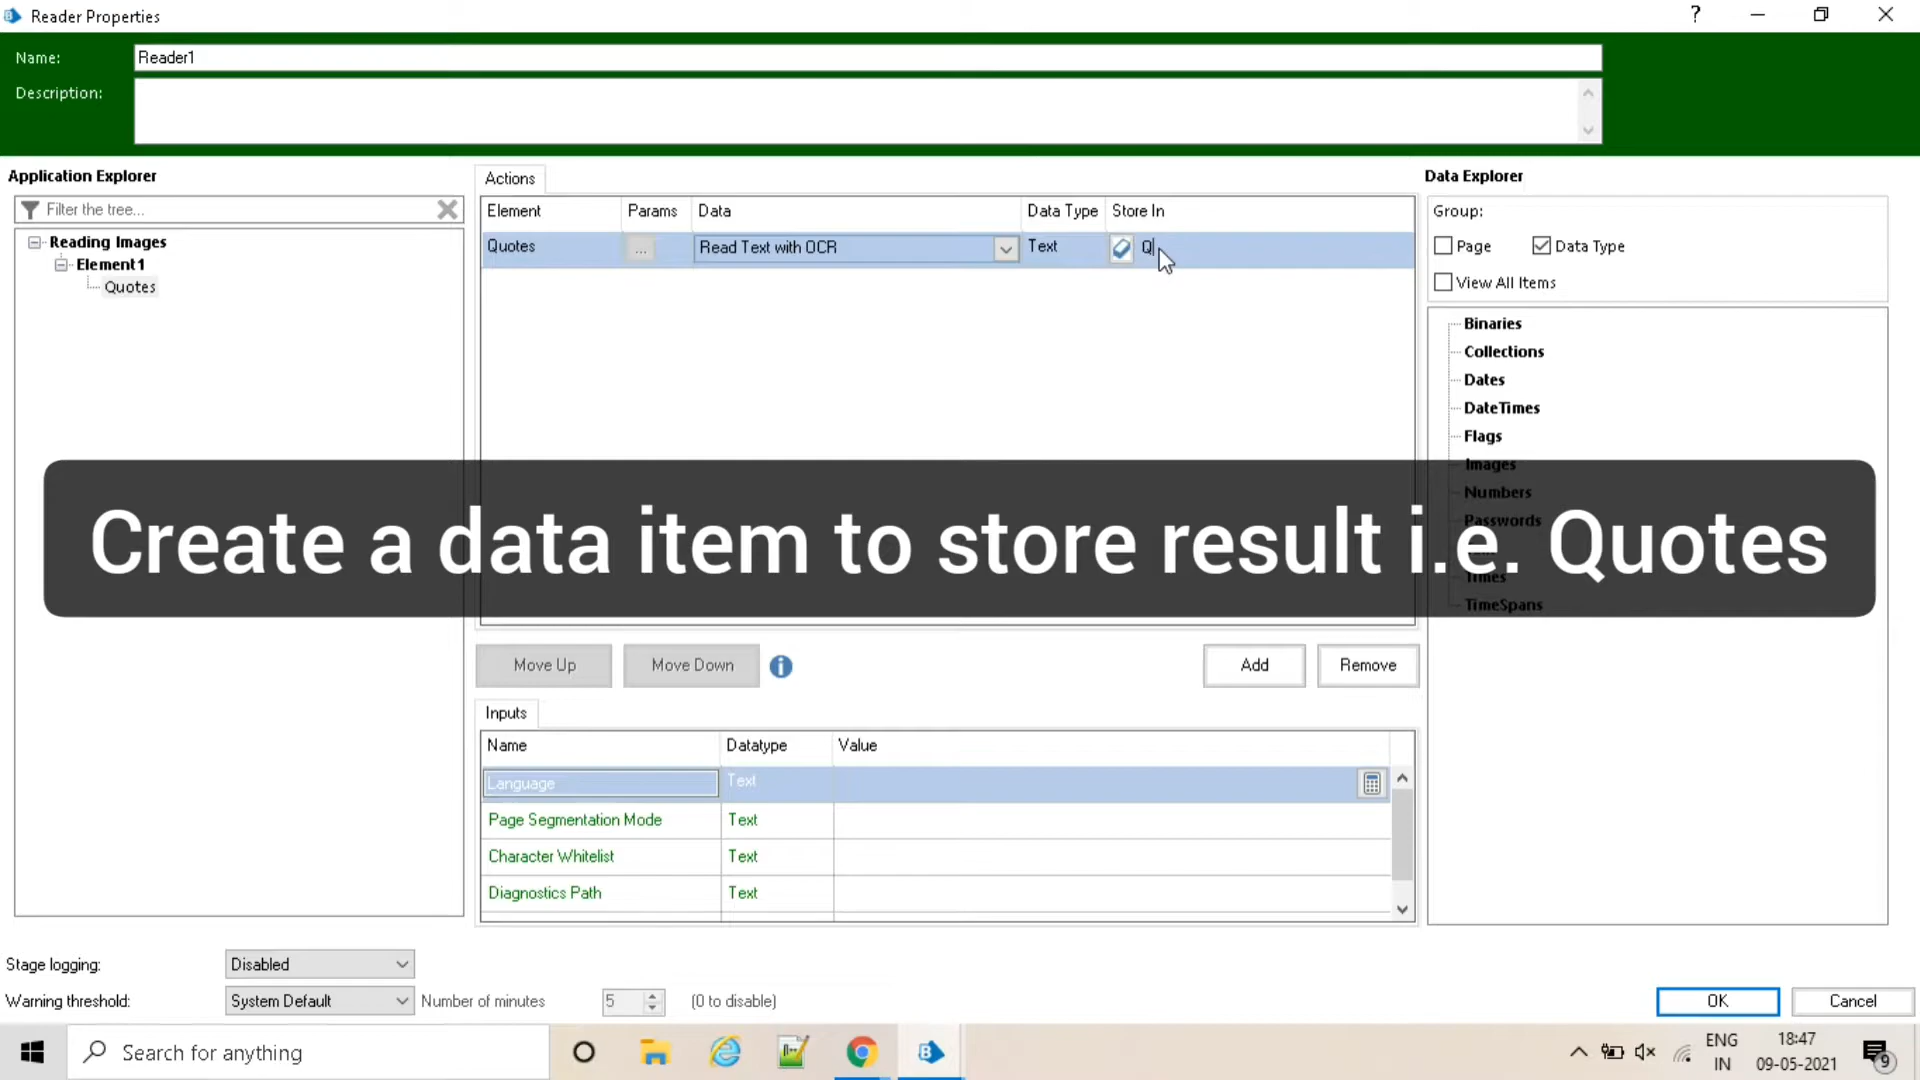 Reader Properties
?
Name:
Reader1
Description:
Application Explorer
Filter the tree...
Reading Images
Element1
Quotes
Actions
Element Params Data Data Type Store In
Quotes ... Read Text with OCR Text Q
Data Explorer
Group:
Page Data Type
View All Items
Binaries
Collections
Dates
DateTimes
Flags
Images
Numbers
Passwords
Times
TimeSpans
Create a data item to store result i.e. Quotes
Move Up Move Down i Add Remove
Inputs
Name Datatype Value
Language Text
Page Segmentation Mode Text
Character Whitelist Text
Diagnostics Path Text
Stage logging: Disabled
Warning threshold: System Default Number of minutes 5 (0 to disable)
OK Cancel
Search for anything
ENG
IN
18:47
09-05-2021
9